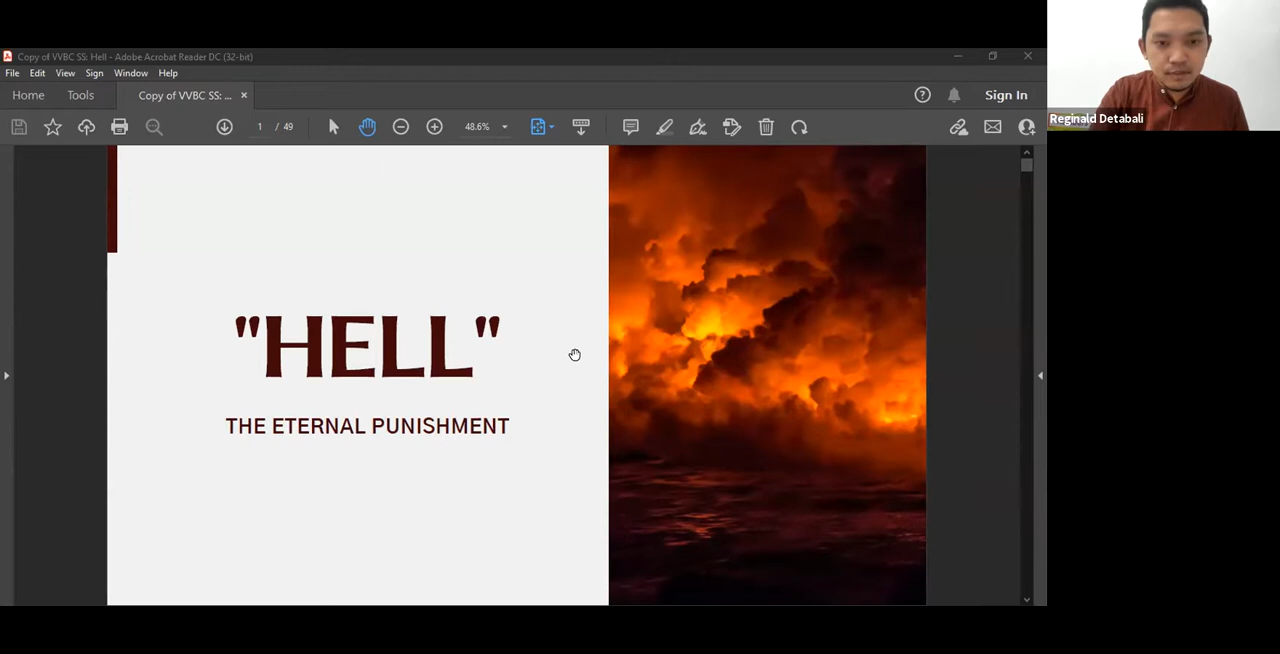 Copy of VVBC SS: Hell - Adobe Acrobat Reader DC (32-bit)
File Edit View Sign Window Help
Home Tools Copy of VVBC SS: ... Sign In
1 / 49 48.6%
Reginald Detabali
"HELL"
THE ETERNAL PUNISHMENT